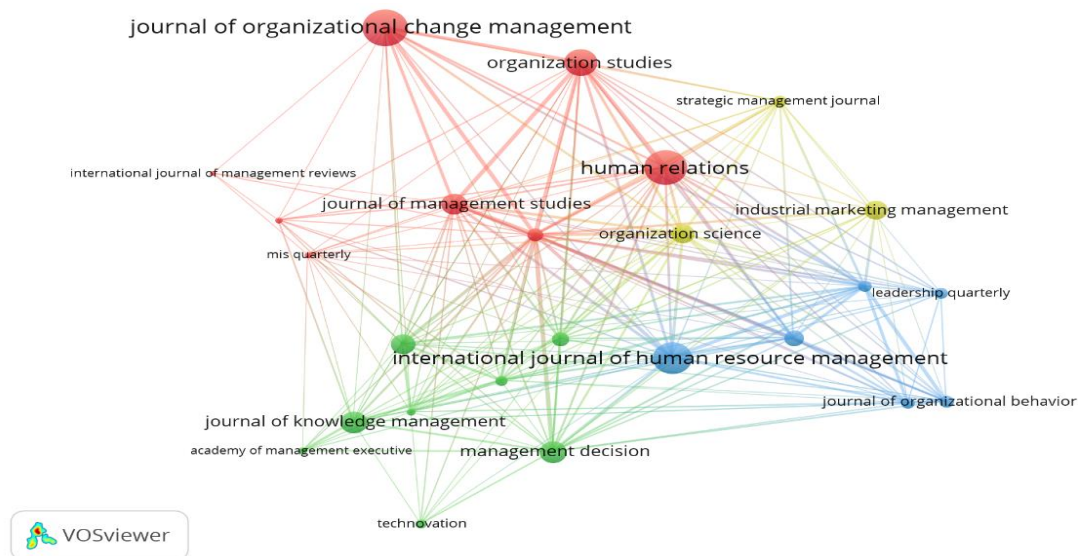 journal of organizational change management
organization studies
strategic management journal
human relations
international journal of management reviews
journal of management studies
industrial marketing management
organization science
mis quarterly
leadership quarterly
international journal of human resource management
journal of organizational behavior
journal of knowledge management
academy of management executive
management decision
technovation
VOSviewer